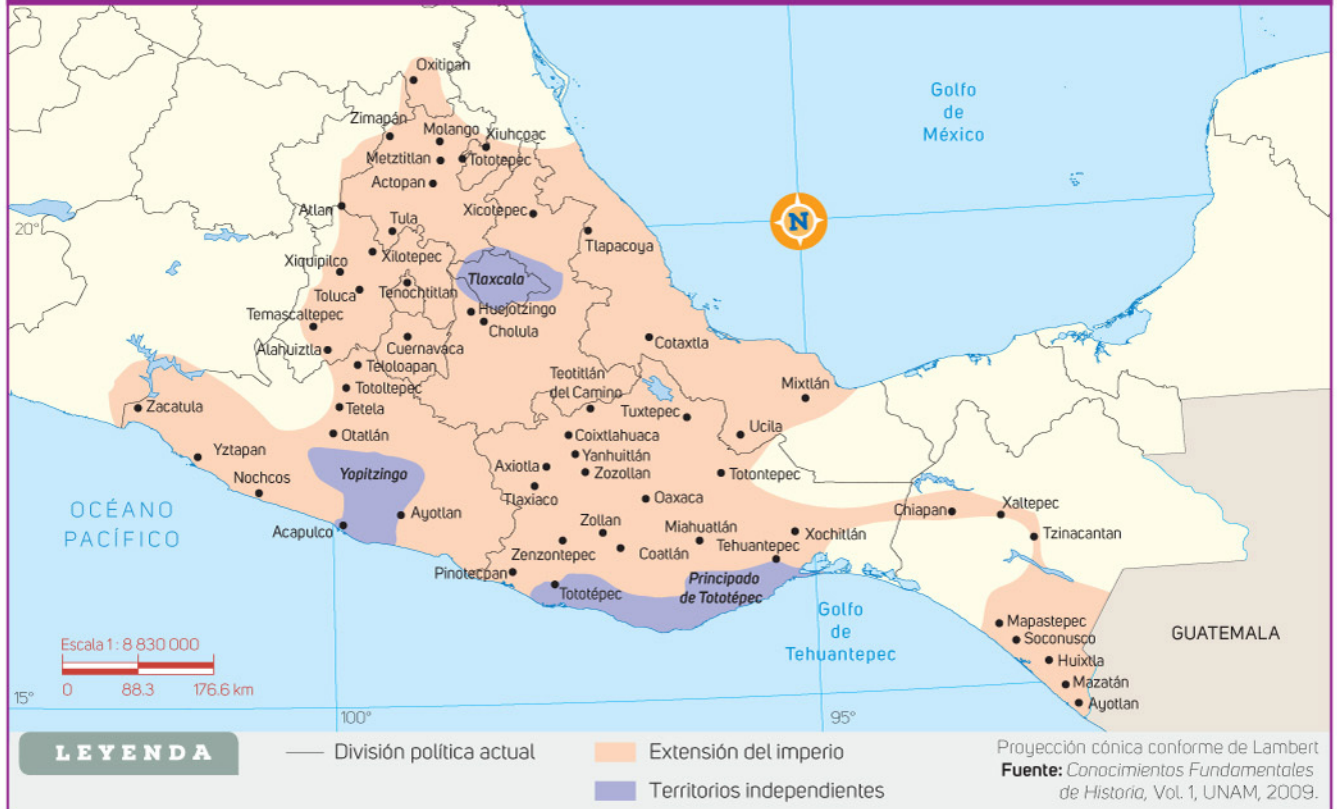 Oxitipan
Golfo
de
México
Zimapán
Molango
Xiuhcoac
Metztitlan
Tototepec
Actopan
Atlan
Xicotepec
20°
Tula
N
Tlapacoya
Xiquipilco
Xilotepec
Tlaxcala
Toluca
Tenochtitlan
Temascaltepec
Huejotzingo
Cholula
Alahuiztla
Cuernavaca
Cotaxtla
Teloloapan
Teotitlán
del Camino
Totoltepec
Mixtlán
Zacatula
Tetela
Tuxtepec
Otatlán
Coixtlahuaca
Ucila
Yztapan
Yanhuitlán
Yopitzingo
Axiotla
Zozollan
Totontepec
Nochcos
Tlaxiaco
Oaxaca
OCÉANO
PACÍFICO
Ayotlan
Chiapan
Xaltepec
Acapulco
Zollan
Miahuatlán
Xochitlán
Tzinacantan
Zenzontepec
Coatlán
Tehuantepec
Pinotecpan
Tototépec
Principado
de Tototépec
Golfo
de
Tehuantepec
Mapastepec
Soconusco
GUATEMALA
Huixtla
Mazatán
Ayotlan
Escala 1 : 8 830 000
0 88.3 176.6 km
15°
100°
95°
LEYENDA
División política actual
Extensión del imperio
Territorios independientes
Proyección cónica conforme de Lambert
Fuente: Conocimientos Fundamentales
de Historia, Vol. 1, UNAM, 2009.